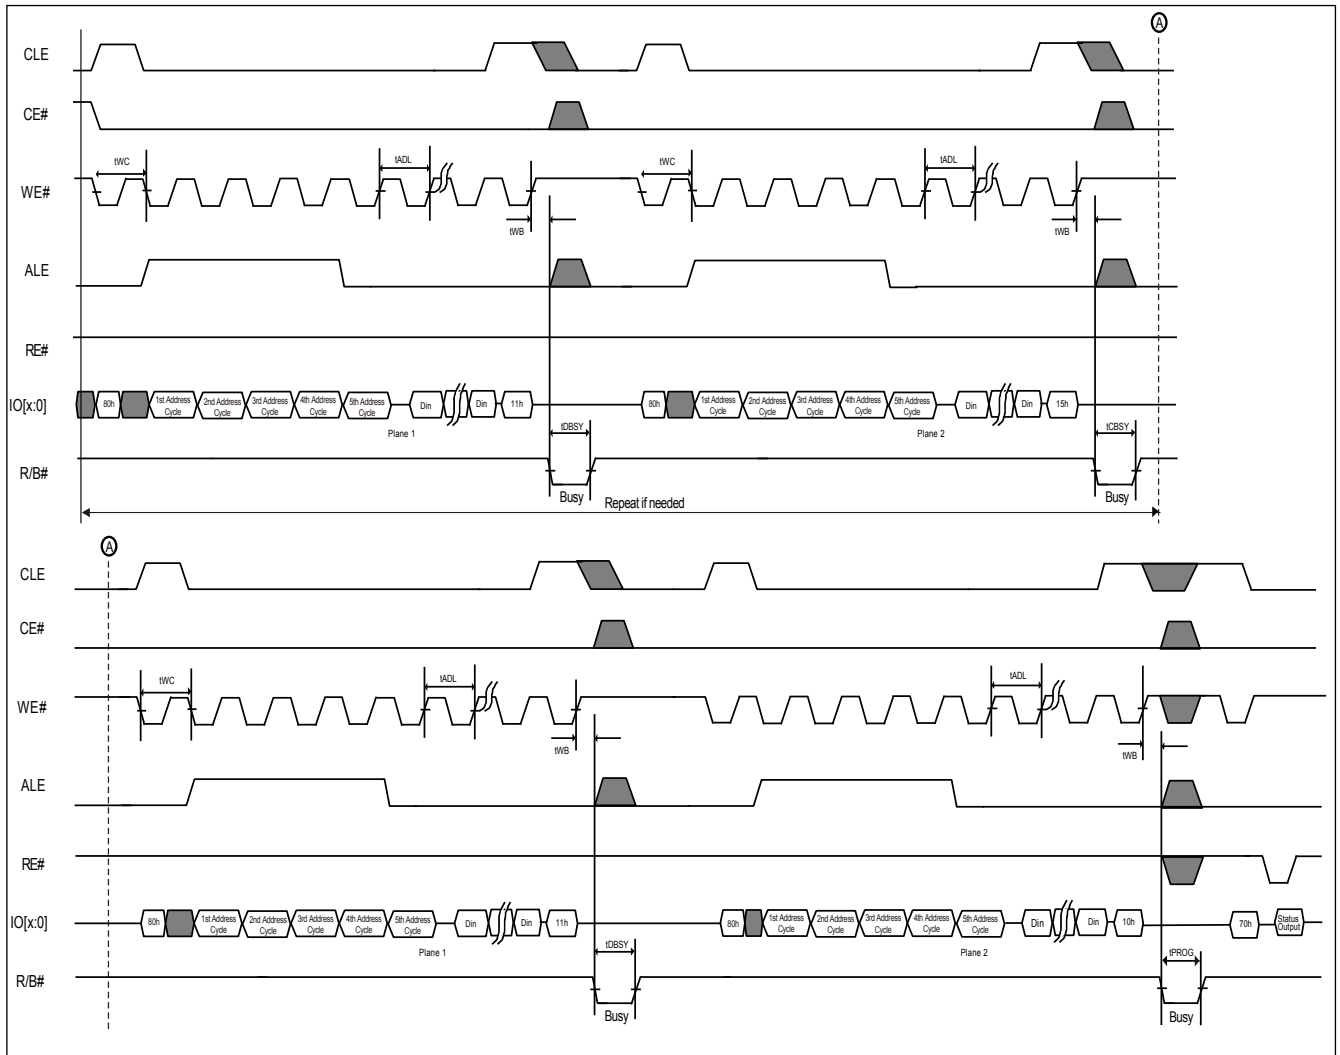 A
CLE
CE#
tWC
tADL
tWC
tADL
WE#
tWB
tWB
ALE
RE#
IO[x:0]
80h
1st Address Cycle
2nd Address Cycle
3rd Address Cycle
4th Address Cycle
5th Address Cycle
Din
Din
11h
80h
1st Address Cycle
2nd Address Cycle
3rd Address Cycle
4th Address Cycle
5th Address Cycle
Din
Din
15h
Plane 1
Plane 2
tDBSY
tCBSY
R/B#
Busy
Busy
Repeat if needed
A
CLE
CE#
tWC
tADL
tADL
WE#
tWB
tWB
ALE
RE#
IO[x:0]
80h
1st Address Cycle
2nd Address Cycle
3rd Address Cycle
4th Address Cycle
5th Address Cycle
Din
Din
11h
80h
1st Address Cycle
2nd Address Cycle
3rd Address Cycle
4th Address Cycle
5th Address Cycle
Din
Din
10h
70h
Status Output
Plane 1
Plane 2
tDBSY
tPROG
R/B#
Busy
Busy